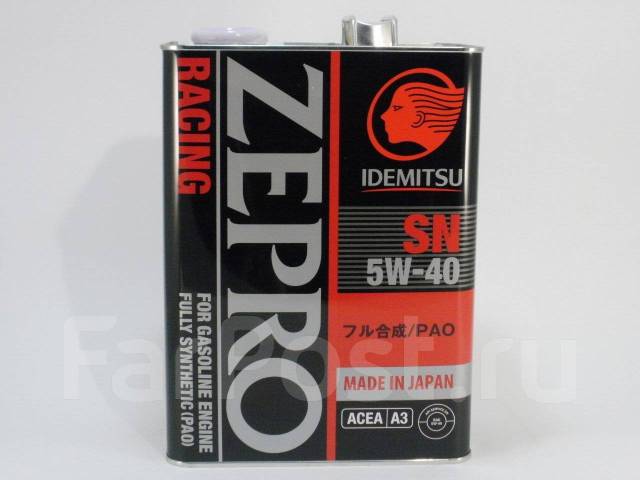 ZEPRO
RACING
FOR GASOLINE ENGINE
FULLY SYNTHETIC (PAO)
IDEMITSU
SN
5W-40
フル合成/PAO
MADE IN JAPAN
ACEA A3
FarPost.ru